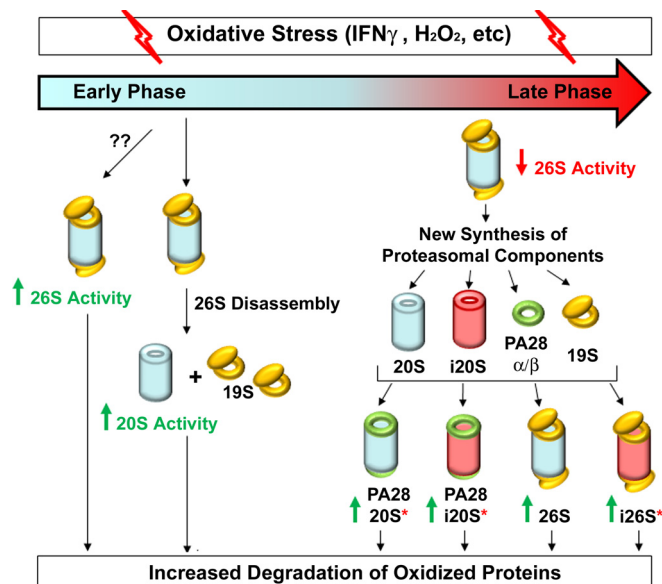 Oxidative Stress (IFNγ , H₂O₂, etc)
Early Phase
Late Phase
??
↓ 26S Activity
New Synthesis of
Proteasomal Components
↑ 26S Activity
26S Disassembly
20S
i20S
PA28
α/β
19S
+
19S
↑ 20S Activity
PA28
↑ 20S*
PA28
↑ i20S*
↑ 26S
↑ i26S*
Increased Degradation of Oxidized Proteins